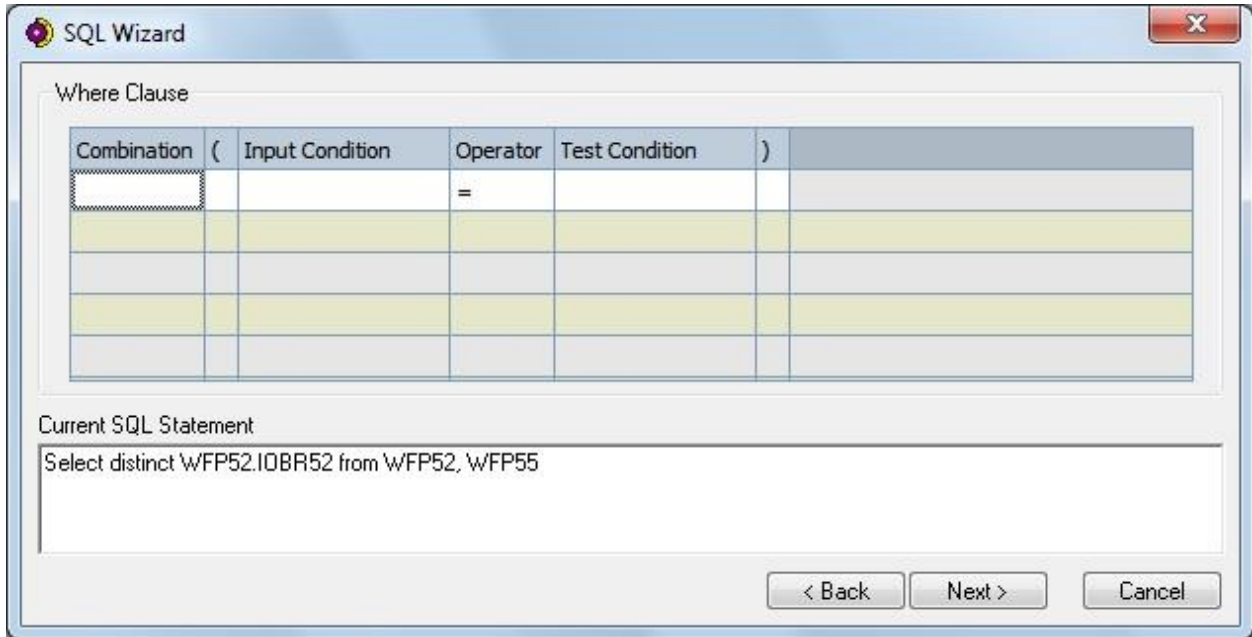 SQL Wizard
Where Clause
Combination ( Input Condition Operator Test Condition )
=
Current SQL Statement
Select distinct WFP52.IOBR52 from WFP52, WFP55
< Back Next > Cancel